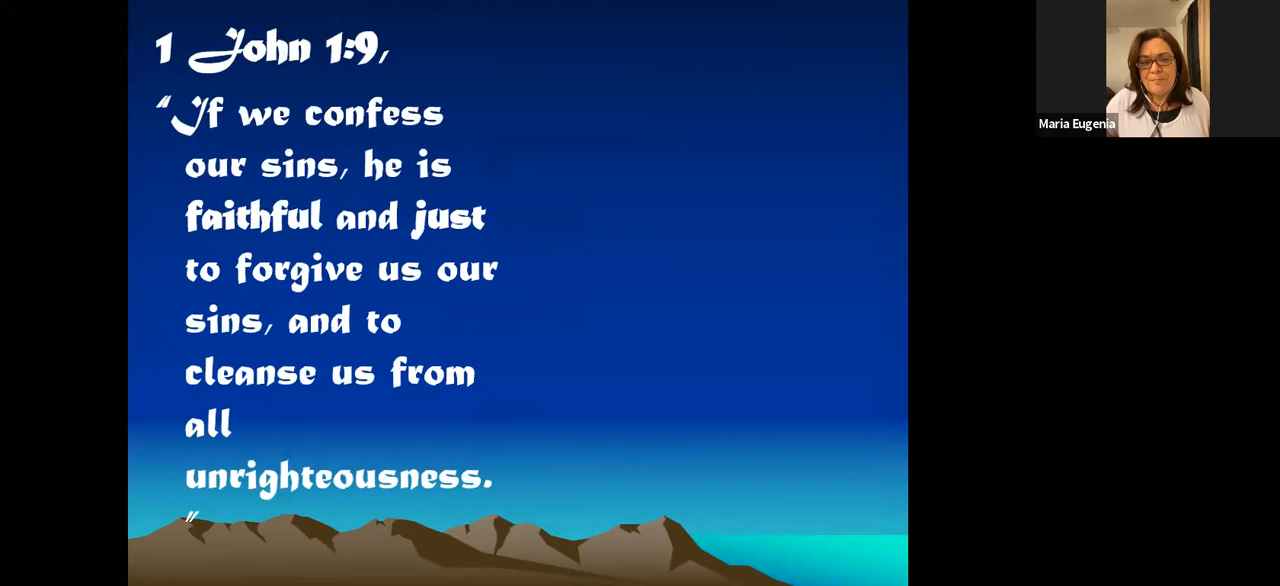 1 John 1:9,
"If we confess
our sins, he is
faithful and just
to forgive us our
sins, and to
cleanse us from
all
unrighteousness.
"
Maria Eugenia